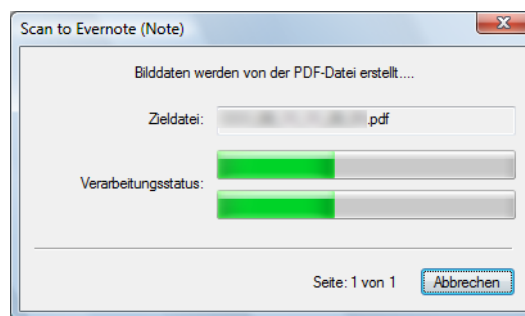 Scan to Evernote (Note)
Bilddaten werden von der PDF-Datei erstellt....
Zieldatei: .pdf
Verarbeitungsstatus:
Seite: 1 von 1 Abbrechen